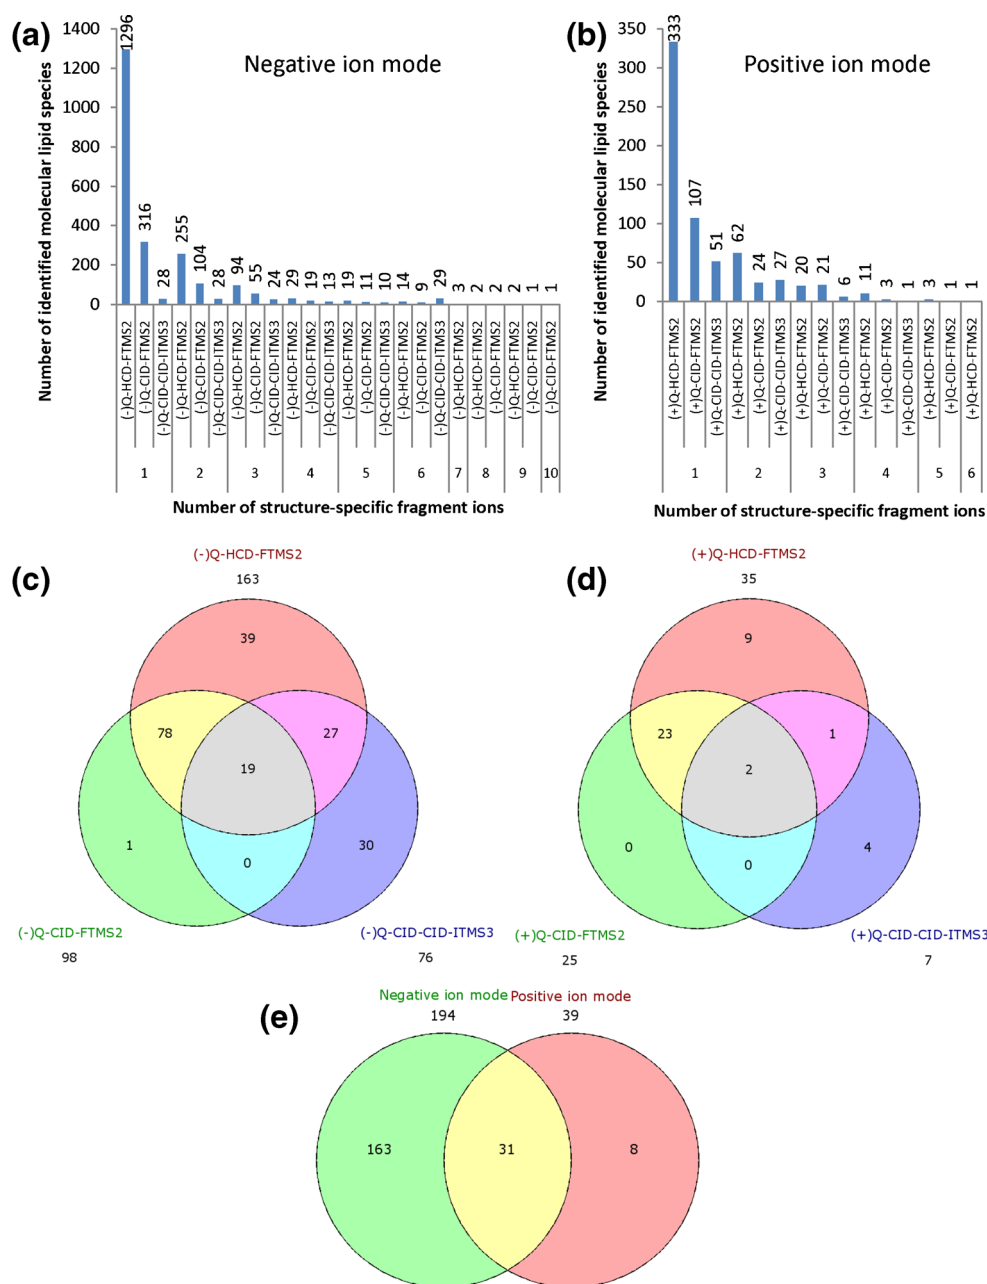 (a)
Negative ion mode
Number of identified molecular lipid species
1400
1200
1000
800
600
400
200
0
1296
316
28
255
104
28
94
55
24
29
19
13
19
11
10
14
9
29
3
2
2
2
1
1
(-)Q-HCD-FTMS2
(-)Q-CID-FTMS2
(-)Q-CID-CID-ITMS3
(-)Q-HCD-FTMS2
(-)Q-CID-FTMS2
(-)Q-CID-CID-ITMS3
(-)Q-HCD-FTMS2
(-)Q-CID-FTMS2
(-)Q-CID-CID-ITMS3
(-)Q-HCD-FTMS2
(-)Q-CID-FTMS2
(-)Q-CID-CID-ITMS3
(-)Q-HCD-FTMS2
(-)Q-CID-FTMS2
(-)Q-CID-CID-ITMS3
(-)Q-HCD-FTMS2
(-)Q-CID-FTMS2
(-)Q-CID-CID-ITMS3
(-)Q-HCD-FTMS2
(-)Q-HCD-FTMS2
(-)Q-CID-FTMS2
(-)Q-HCD-FTMS2
(-)Q-CID-FTMS2
(-)Q-CID-FTMS2
1 2 3 4 5 6 7 8 9 10
Number of structure-specific fragment ions
(b)
Positive ion mode
Number of identified molecular lipid species
350
300
250
200
150
100
50
0
333
107
51
62
24
27
20
21
6
11
3
1
3
1
1
(+)Q-HCD-FTMS2
(+)Q-CID-FTMS2
(+)Q-CID-CID-ITMS3
(+)Q-HCD-FTMS2
(+)Q-CID-FTMS2
(+)Q-CID-CID-ITMS3
(+)Q-HCD-FTMS2
(+)Q-CID-FTMS2
(+)Q-CID-CID-ITMS3
(+)Q-HCD-FTMS2
(+)Q-CID-FTMS2
(+)Q-CID-CID-ITMS3
(+)Q-HCD-FTMS2
(+)Q-CID-FTMS2
(+)Q-HCD-FTMS2
1 2 3 4 5 6
Number of structure-specific fragment ions
(c)
(-)Q-HCD-FTMS2
163
39
78
27
19
1
0
30
(-)Q-CID-FTMS2
98
(-)Q-CID-CID-ITMS3
76
(d)
(+)Q-HCD-FTMS2
35
9
23
1
2
0
0
4
(+)Q-CID-FTMS2
25
(+)Q-CID-CID-ITMS3
7
(e)
Negative ion mode
194
Positive ion mode
39
163
31
8